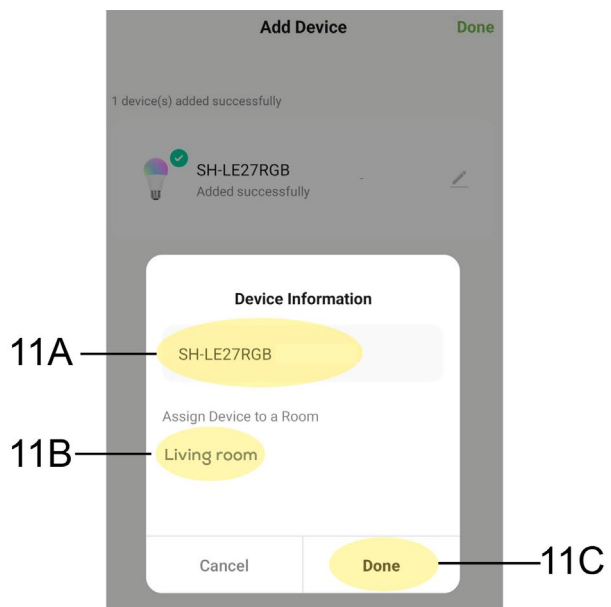 Add Device Done
1 device(s) added successfully
SH-LE27RGB
Added successfully
-
Device Information
11A
SH-LE27RGB
Assign Device to a Room
11B
Living room
Cancel Done
11C